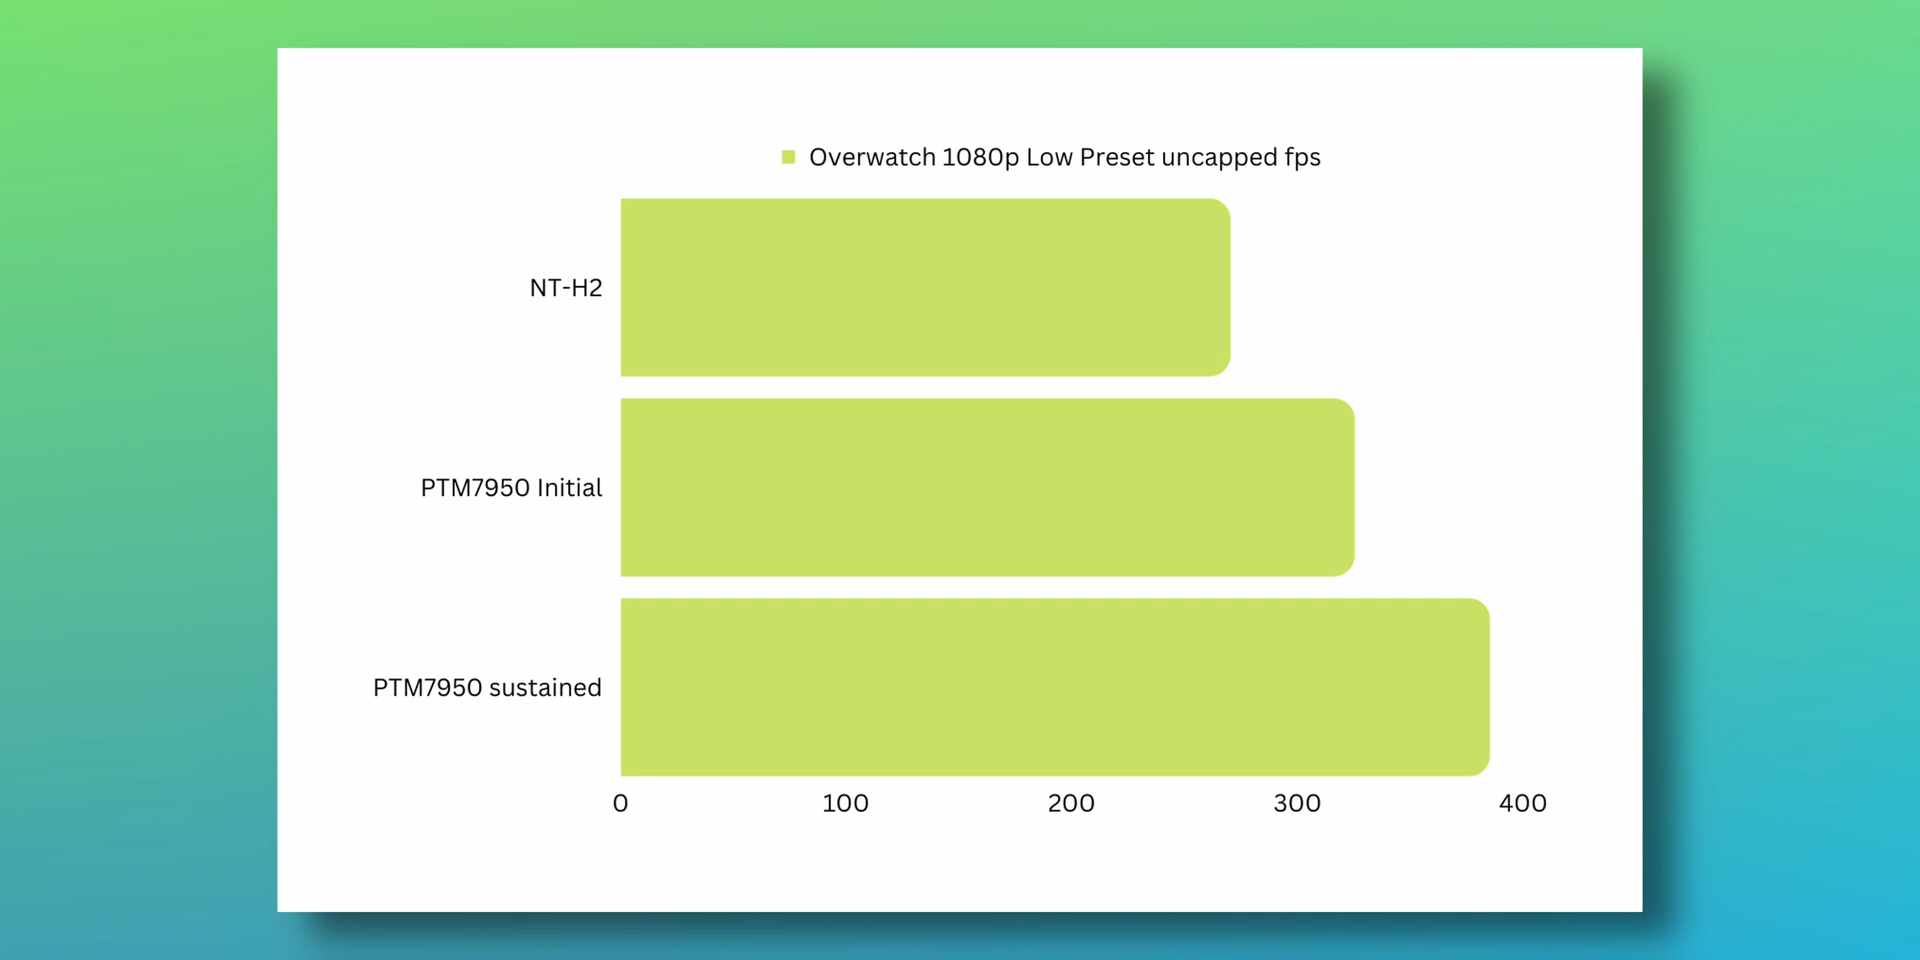 Overwatch 1080p Low Preset uncapped fps
NT-H2
PTM7950 Initial
PTM7950 sustained
0 100 200 300 400